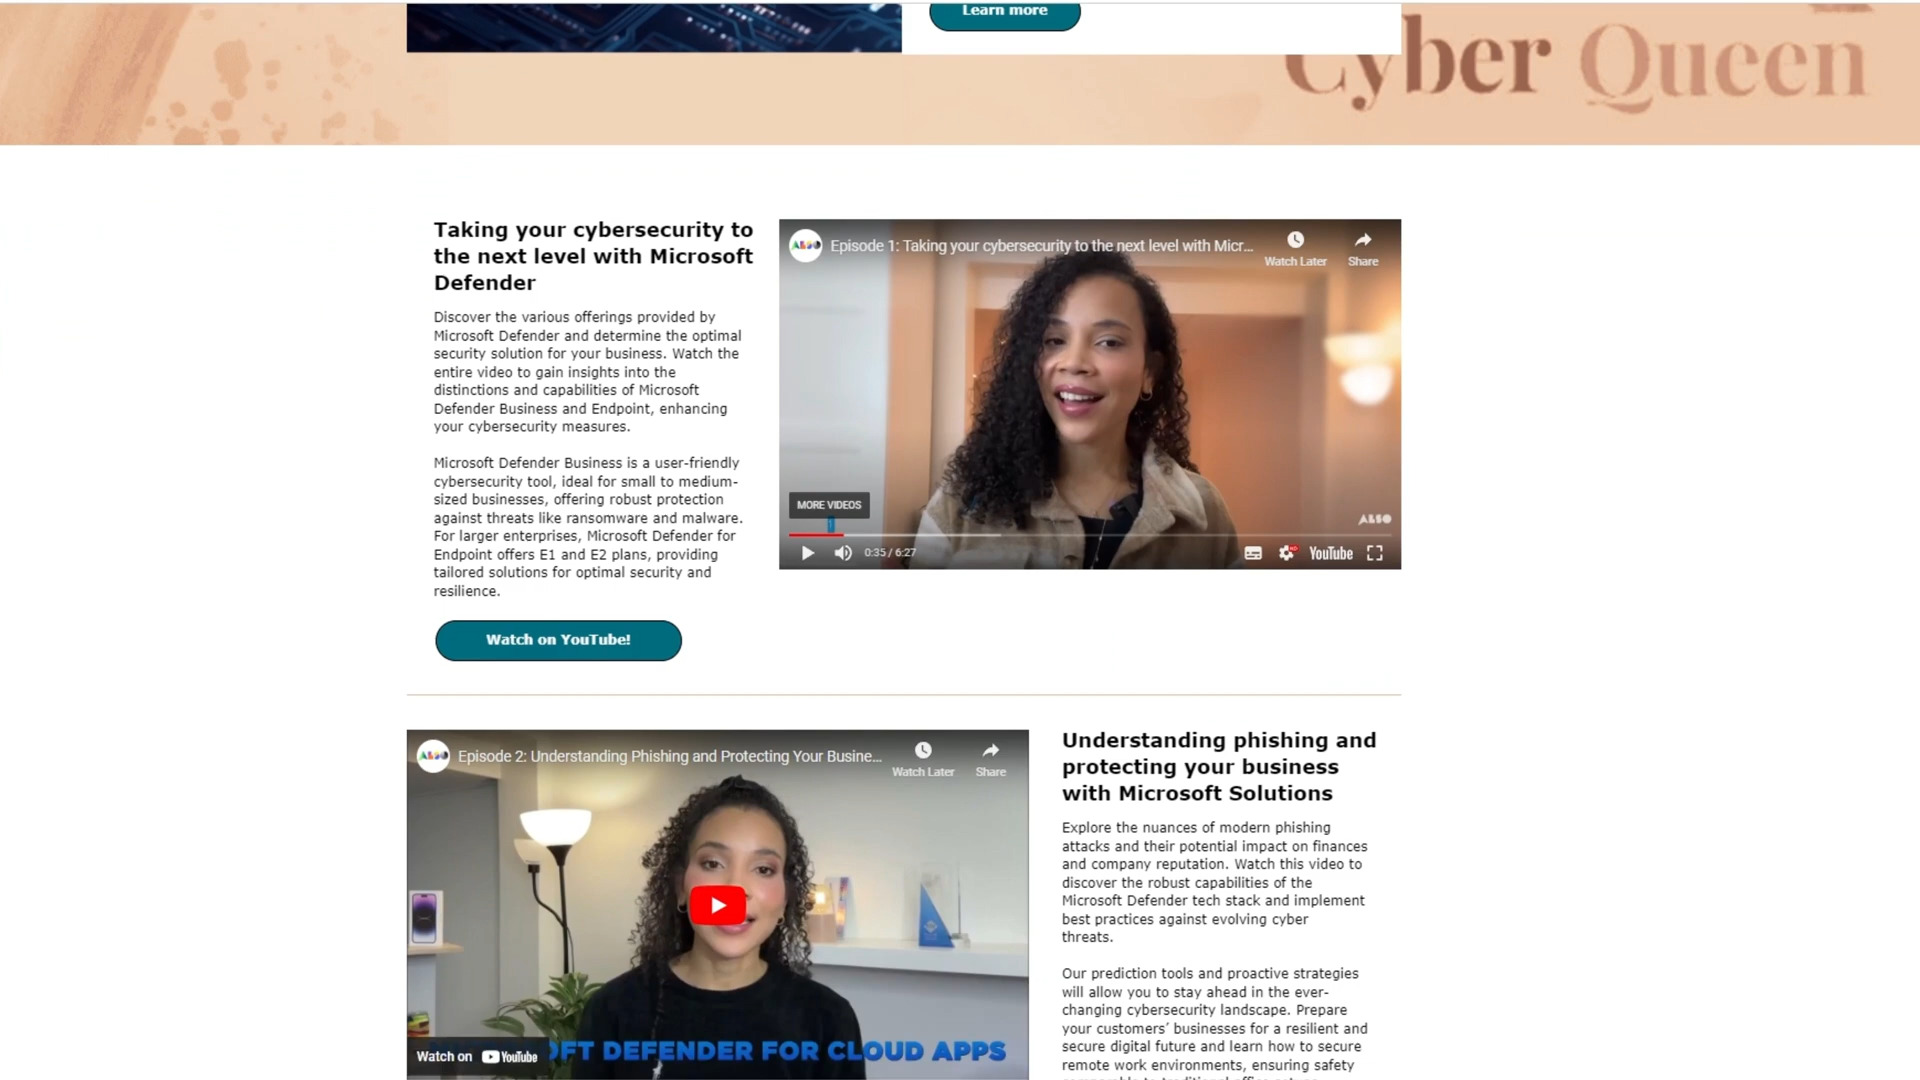 Learn more
Cyber Queen
Taking your cybersecurity to
the next level with Microsoft
Defender
Discover the various offerings provided by
Microsoft Defender and determine the optimal
security solution for your business. Watch the
entire video to gain insights into the
distinctions and capabilities of Microsoft
Defender Business and Endpoint, enhancing
your cybersecurity measures.
Microsoft Defender Business is a user-friendly
cybersecurity tool, ideal for small to medium-
sized businesses, offering robust protection
against threats like ransomware and malware.
For larger enterprises, Microsoft Defender for
Endpoint offers E1 and E2 plans, providing
tailored solutions for optimal security and
resilience.
Watch on YouTube!
ALSO
Episode 1: Taking your cybersecurity to the next level with Micr...
Watch Later
Share
MORE VIDEOS
ALSO
0:35 / 6:27
HD
YouTube
ALSO
Episode 2: Understanding Phishing and Protecting Your Busine...
Watch Later
Share
Watch on YouTube
OFT DEFENDER FOR CLOUD APPS
Understanding phishing and
protecting your business
with Microsoft Solutions
Explore the nuances of modern phishing
attacks and their potential impact on finances
and company reputation. Watch this video to
discover the robust capabilities of the
Microsoft Defender tech stack and implement
best practices against evolving cyber
threats.
Our prediction tools and proactive strategies
will allow you to stay ahead in the ever-
changing cybersecurity landscape. Prepare
your customers’ businesses for a resilient and
secure digital future and learn how to secure
remote work environments, ensuring safety